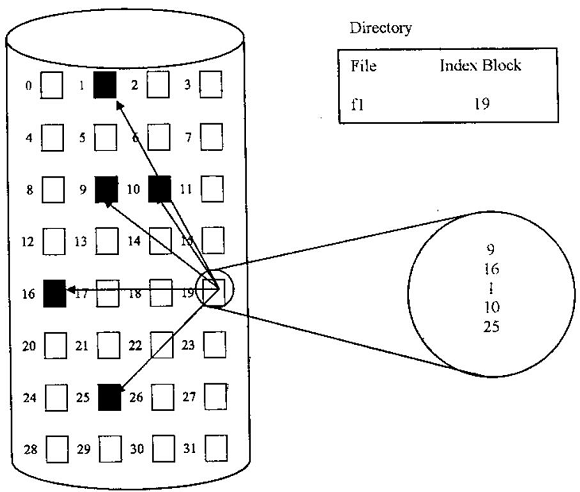 Directory
File Index Block
f1 19
0 1 2 3
4 5 6 7
8 9 10 11
12 13 14 15
16 17 18 19
20 21 22 23
24 25 26 27
28 29 30 31
9
16
1
10
25